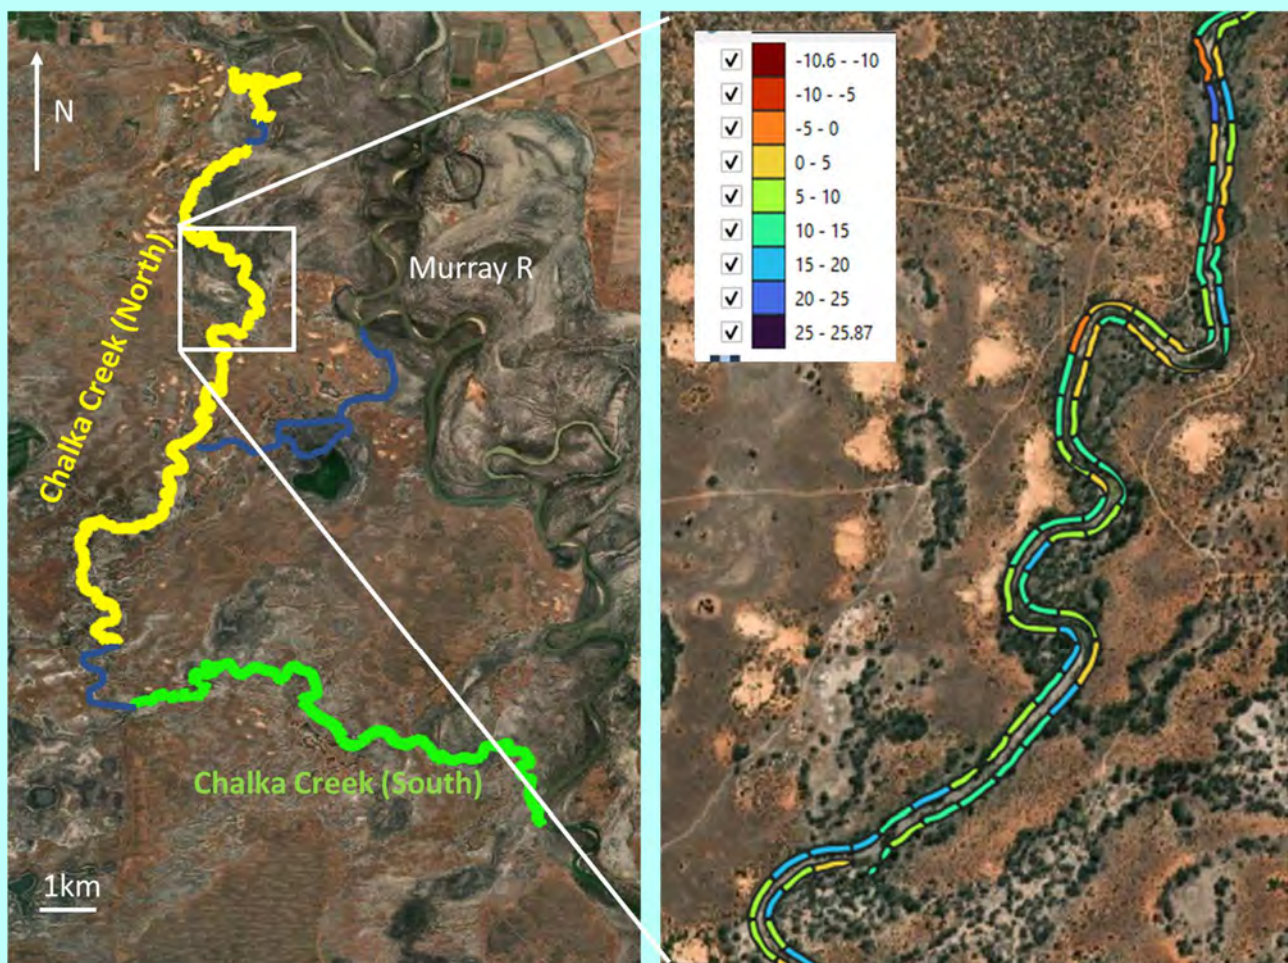 N
Chalka Creek (North)
Murray R
Chalka Creek (South)
1km
-10.6 - -10
-10 - -5
-5 - 0
0 - 5
5 - 10
10 - 15
15 - 20
20 - 25
25 - 25.87